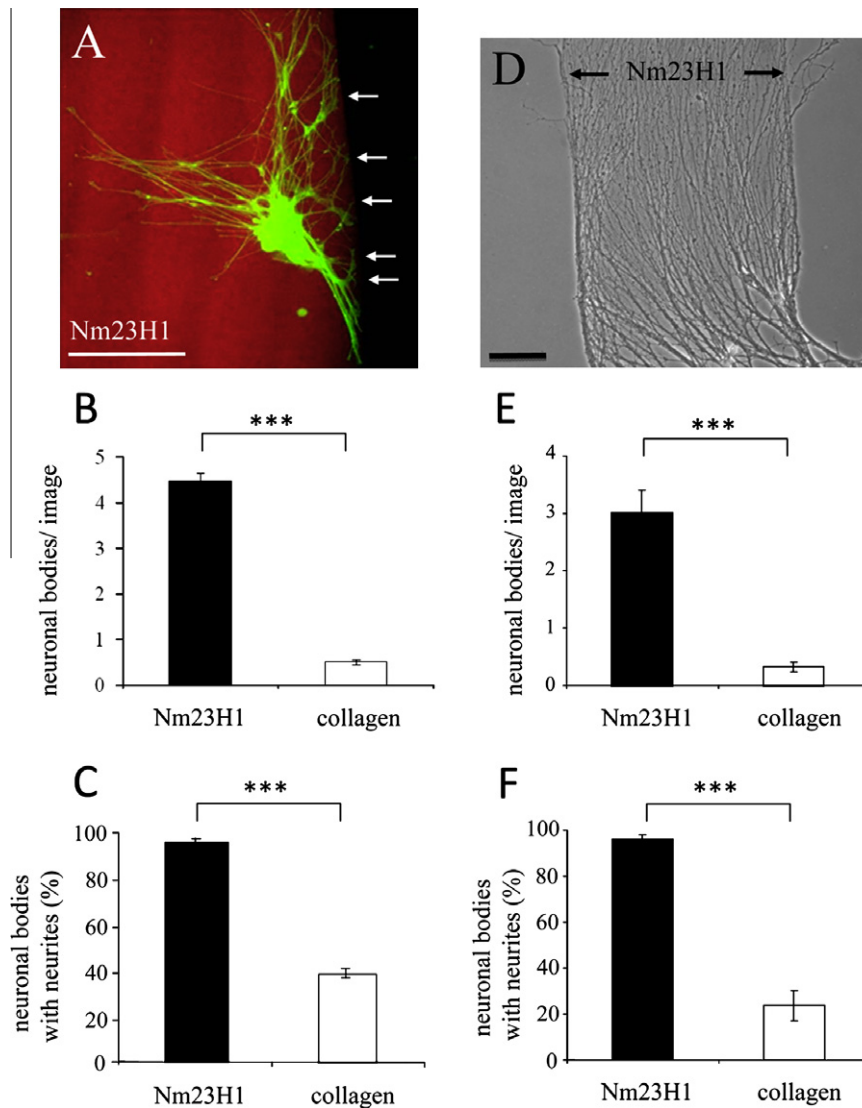 A
Nm23H1
D
Nm23H1
B
***
neuronal bodies/ image
5
4
3
2
1
0
Nm23H1 collagen
E
***
neuronal bodies/ image
4
3
2
1
0
Nm23H1 collagen
C
***
neuronal bodies
with neurites (%)
100
80
60
40
20
0
Nm23H1 collagen
F
***
neuronal bodies
with neurites (%)
100
80
60
40
20
0
Nm23H1 collagen